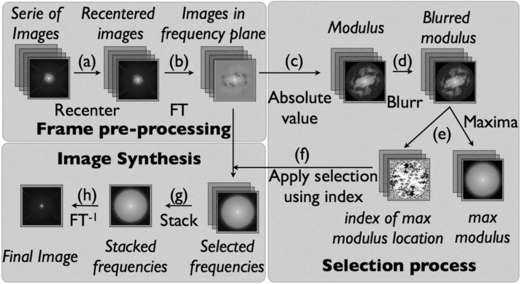 Serie of Images
Recentered images
Images in frequency plane
(a)
Recenter
(b)
FT
Frame pre-processing
(c)
Absolute value
Modulus
(d)
Blurr
Blurred modulus
(e)
Maxima
index of max modulus location
max modulus
Selection process
(f)
Apply selection using index
Image Synthesis
Selected frequencies
(g)
Stack
Stacked frequencies
(h)
FT-1
Final Image